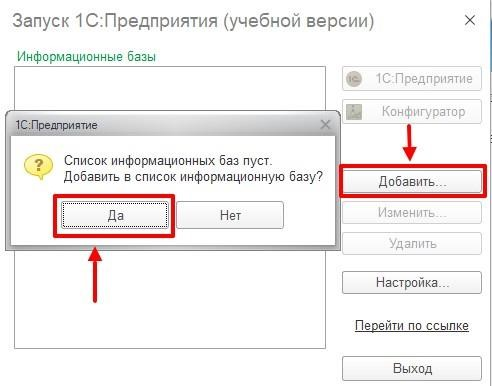 Запуск 1С:Предприятия (учебной версии)
Информационные базы
1С:Предприятие
Конфигуратор
1С:Предприятие
Список информационных баз пуст.
Добавить в список информационную базу?
Да
Нет
Добавить...
Изменить...
Удалить
Настройка...
Перейти по ссылке
Выход